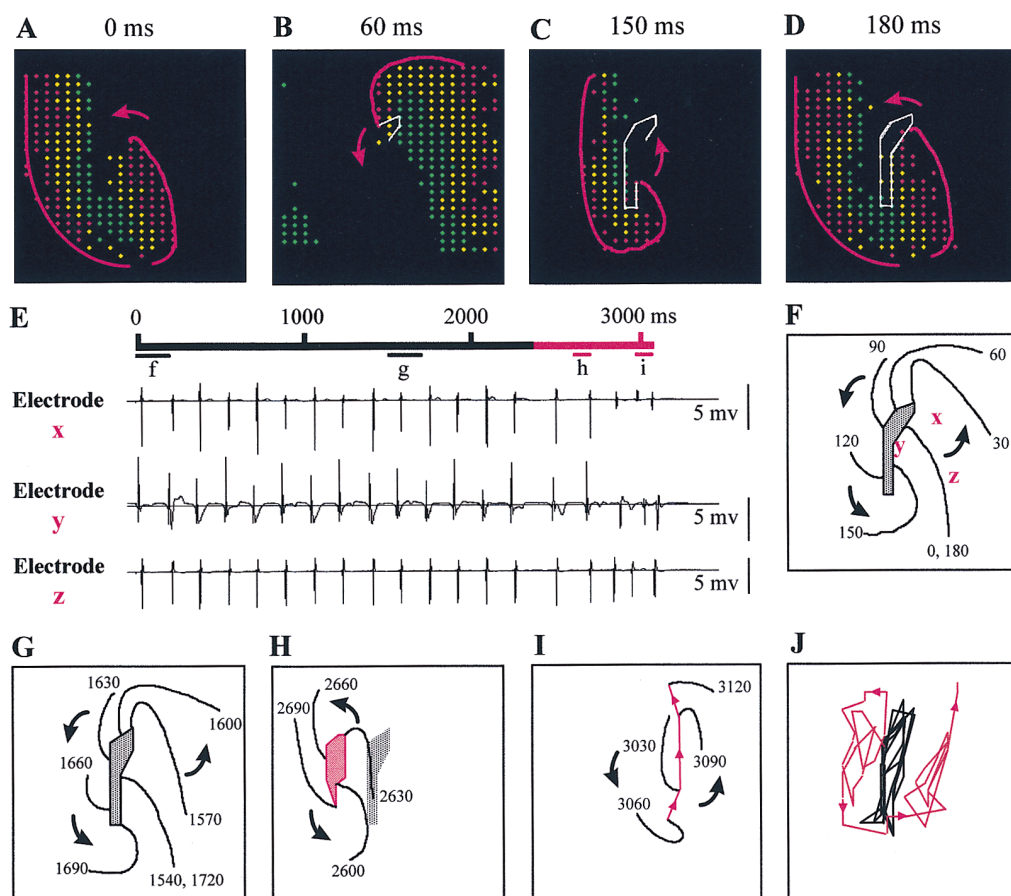 A 0 ms B 60 ms C 150 ms D 180 ms
E 0 1000 2000 3000 ms
f g h i
Electrode x 5 mv
Electrode y 5 mv
Electrode z 5 mv
F
90 60
120 x 30
y z
150 0, 180
G
1630
1600
1660
1570
1690 1540, 1720
H
2660
2690
2630
2600
I
3120
3030
3090
3060
J